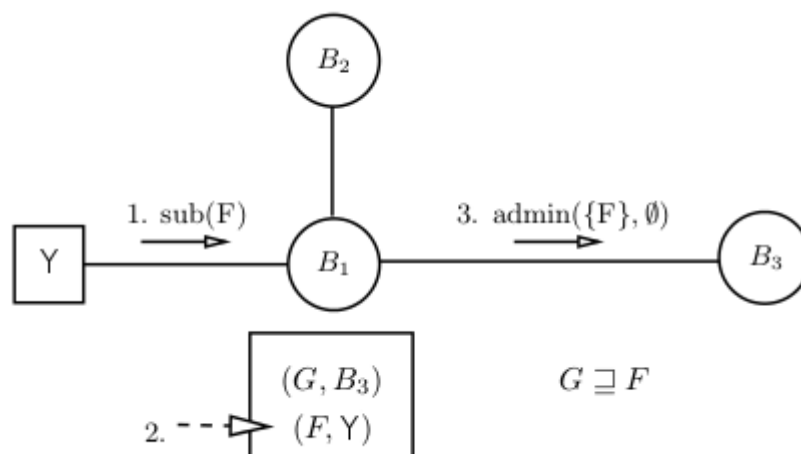 B₂
1. sub(F)
3. admin({F}, ∅)
Y
B₁
B₃
(G, B₃)
G ⊒ F
2.
(F, Y)